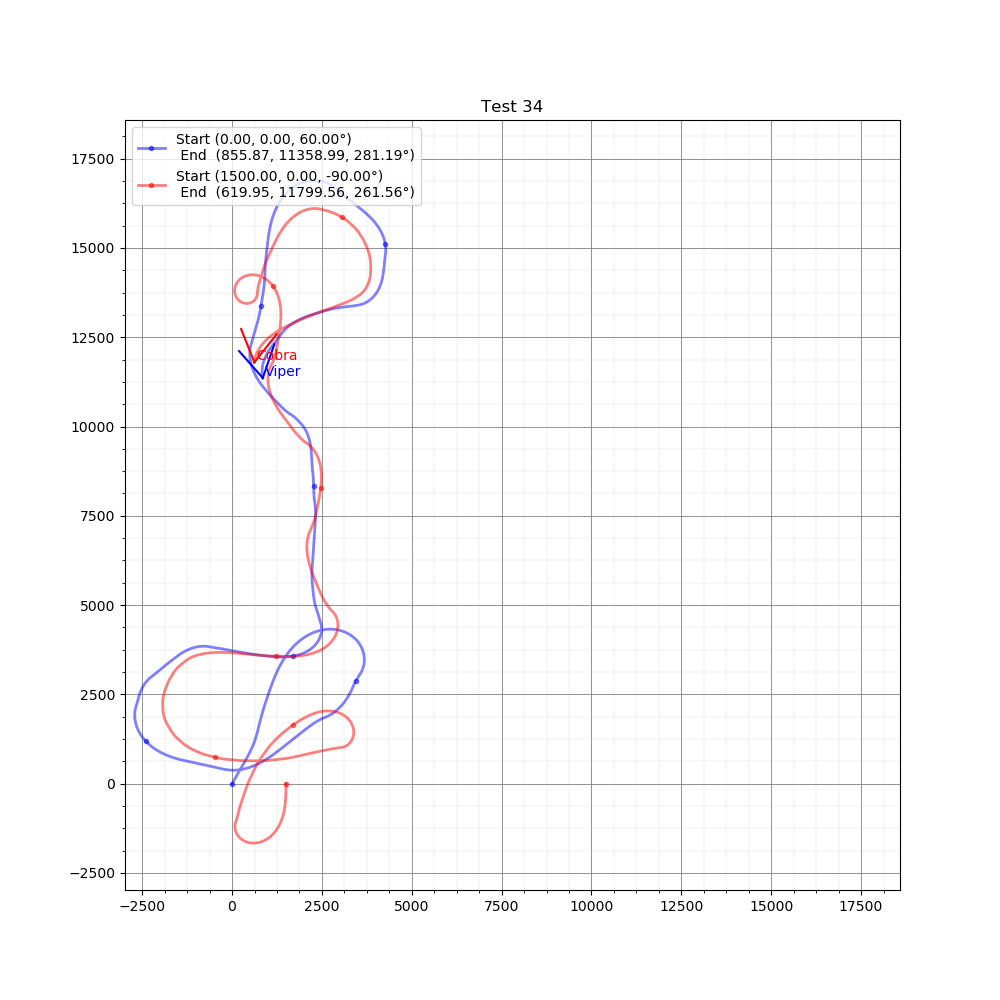 Test 34
Start (0.00, 0.00, 60.00°)
End (855.87, 11358.99, 281.19°)
Start (1500.00, 0.00, -90.00°)
End (619.95, 11799.56, 261.56°)
17500
15000
12500
10000
7500
5000
2500
0
−2500
Cobra
Viper
−2500 0 2500 5000 7500 10000 12500 15000 17500